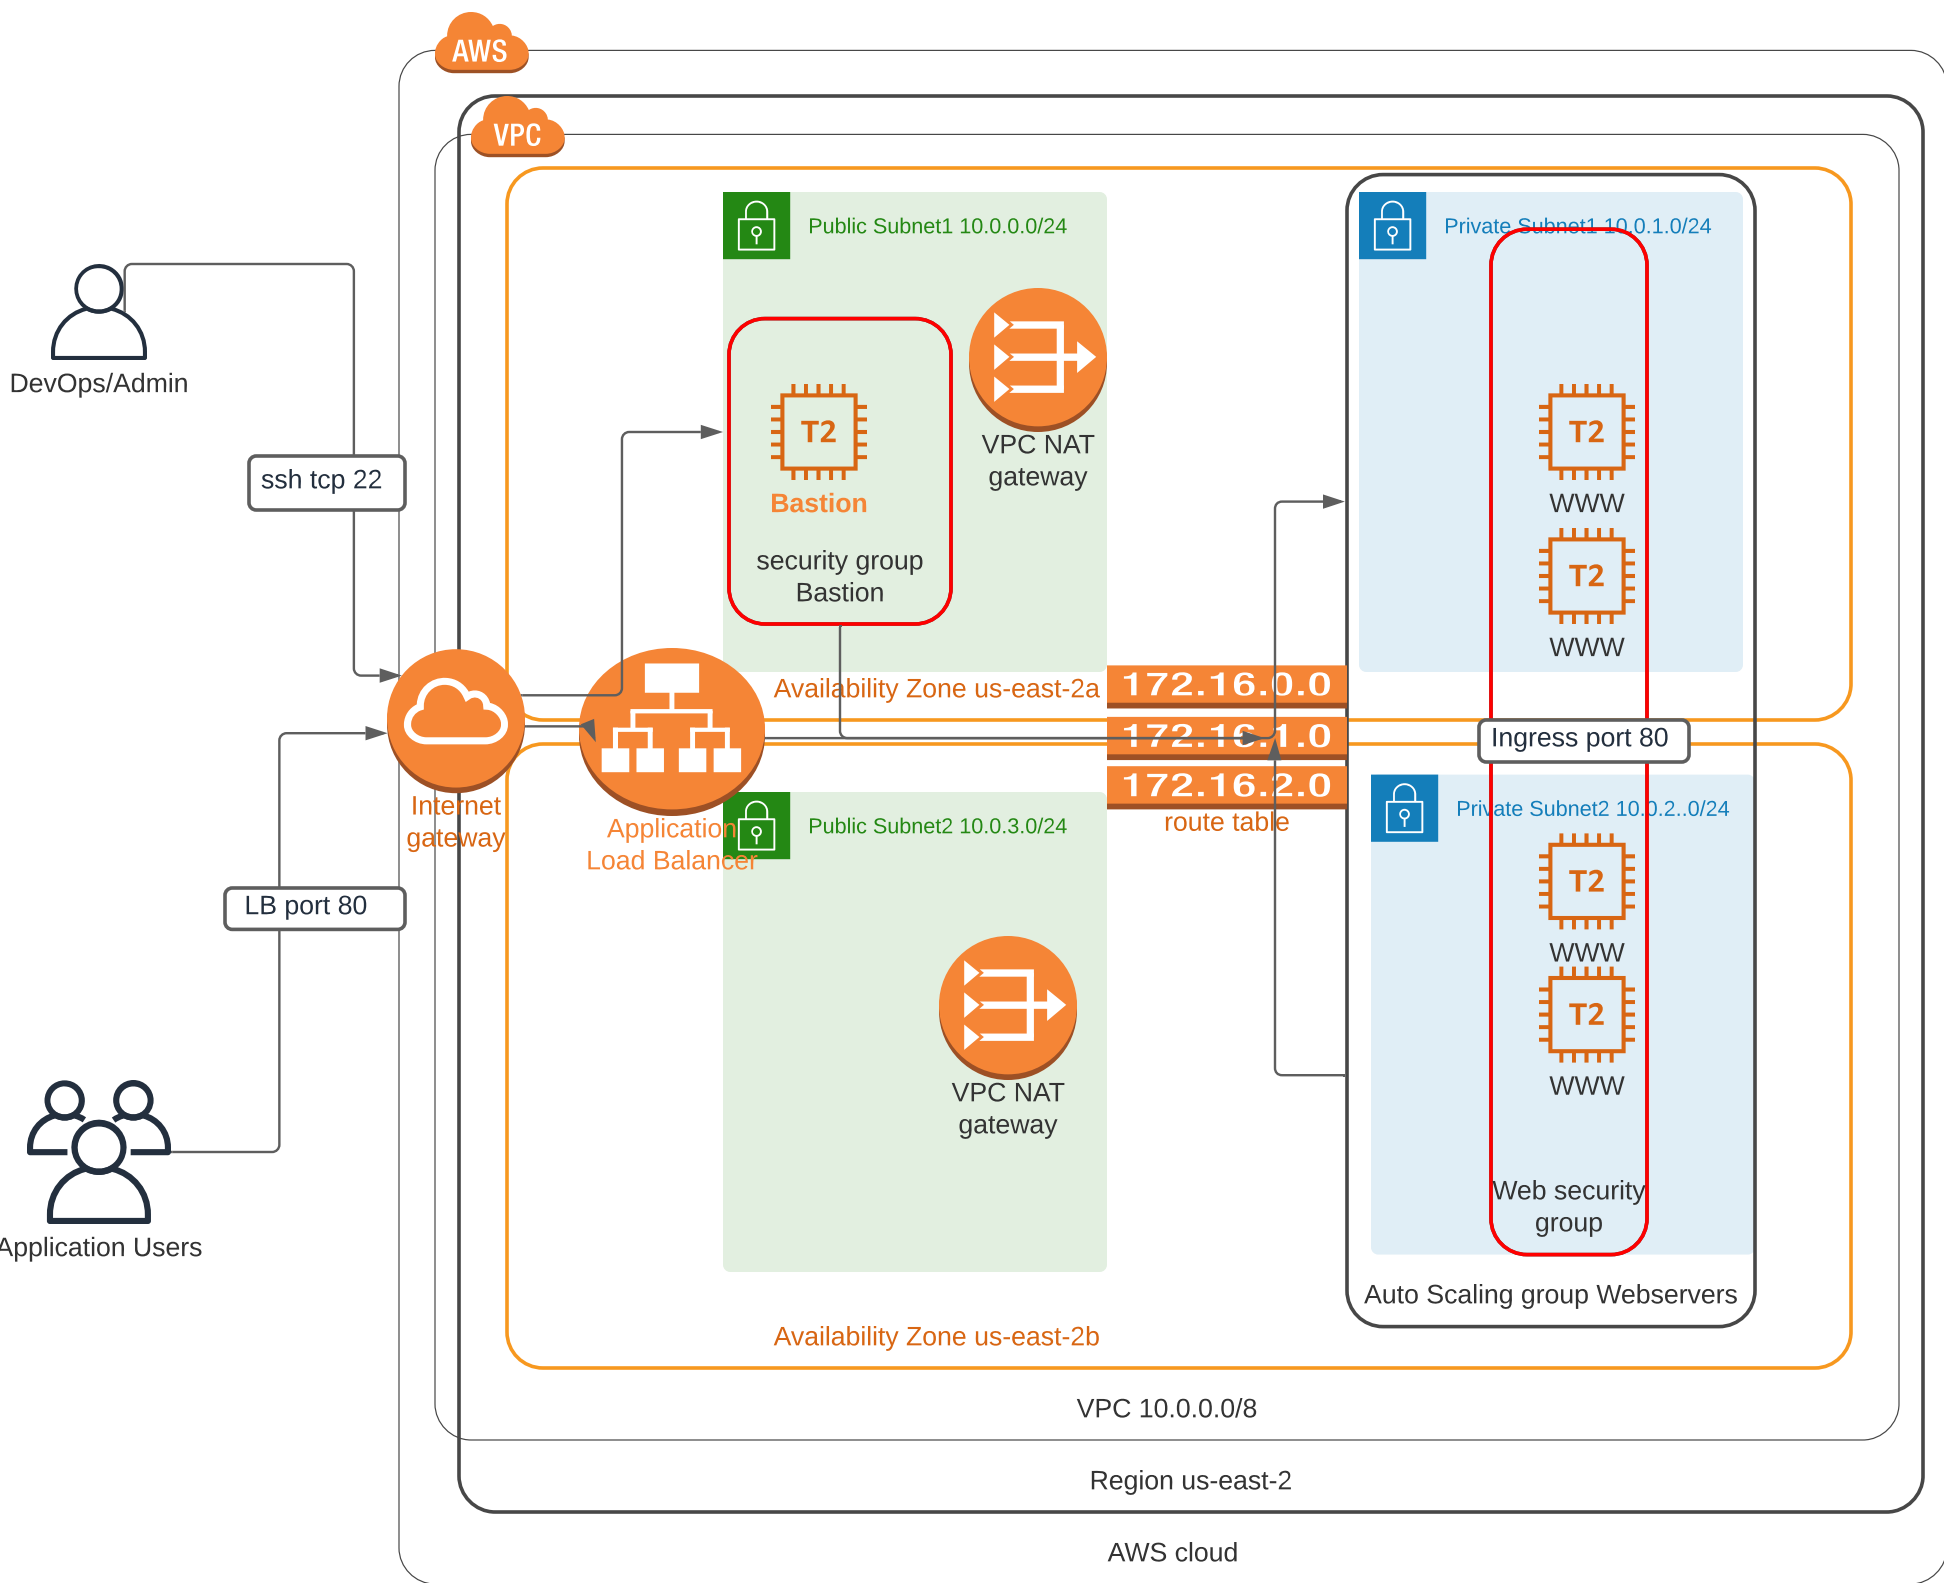 AWS
VPC
Public Subnet1 10.0.0.0/24
Private Subnet1 10.0.1.0/24
DevOps/Admin
ssh tcp 22
T2
Bastion
security group
Bastion
VPC NAT
gateway
T2
WWW
T2
WWW
Availability Zone us-east-2a
172.16.0.0
172.16.1.0
172.16.2.0
route table
Ingress port 80
Internet
gateway
Application
Load Balancer
Public Subnet2 10.0.3.0/24
Private Subnet2 10.0.2..0/24
LB port 80
T2
WWW
T2
WWW
VPC NAT
gateway
Web security
group
Application Users
Auto Scaling group Webservers
Availability Zone us-east-2b
VPC 10.0.0.0/8
Region us-east-2
AWS cloud